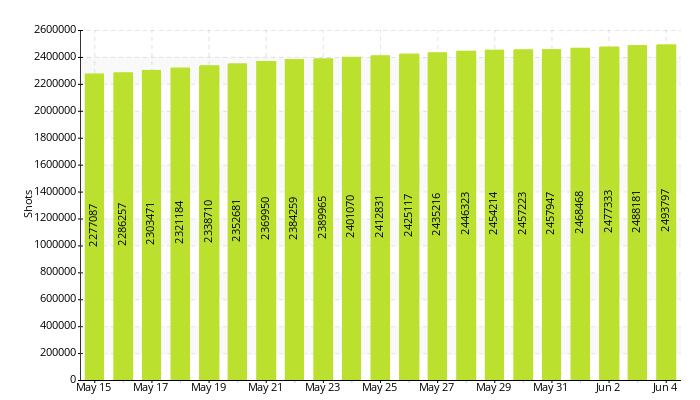 2600000
2400000
2200000
2000000
1800000
1600000
1400000
1200000
1000000
800000
600000
400000
200000
0
Shots
2277087
2286257
2303471
2321184
2338710
2352681
2369950
2384259
2389965
2401070
2412831
2425117
2435216
2446323
2454214
2457223
2457947
2468468
2477333
2488181
2493797
May 15
May 17
May 19
May 21
May 23
May 25
May 27
May 29
May 31
Jun 2
Jun 4